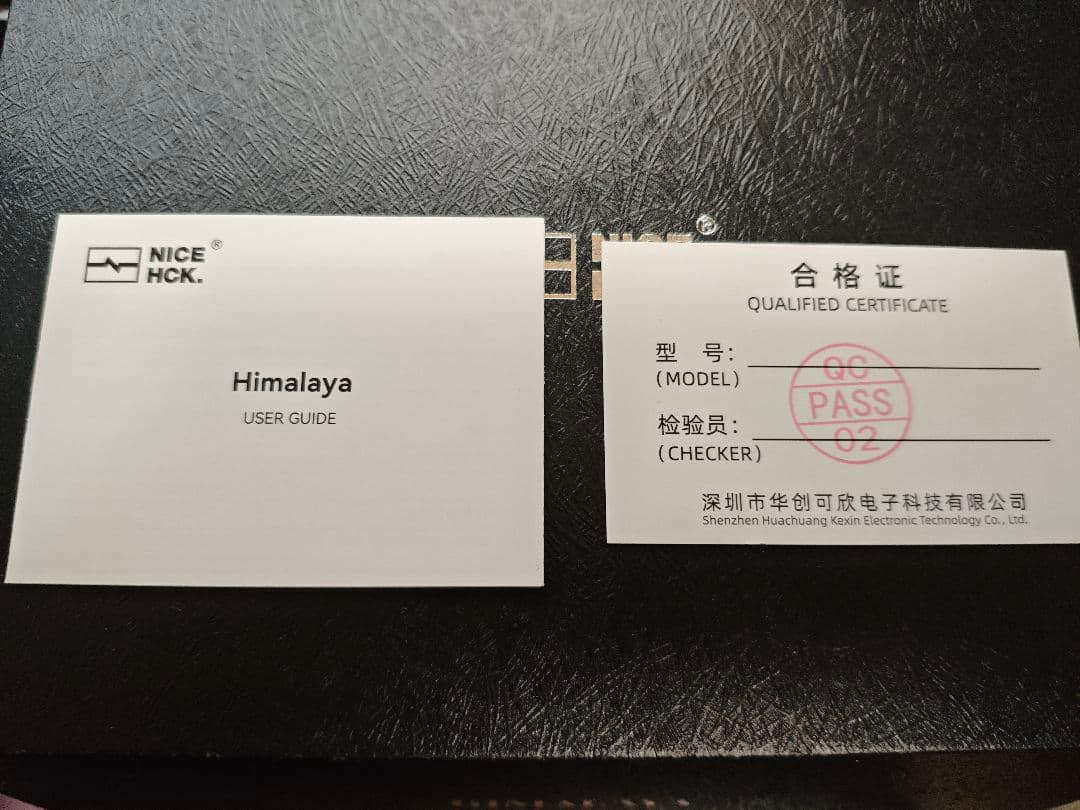 NICE ®
HCK.
Himalaya
USER GUIDE
®
合格证
QUALIFIED CERTIFICATE
型 号：
(MODEL)
检验员：
(CHECKER)
QC
PASS
02
深圳市华创可欣电子科技有限公司
Shenzhen Huachuang Kexin Electronic Technology Co., Ltd.